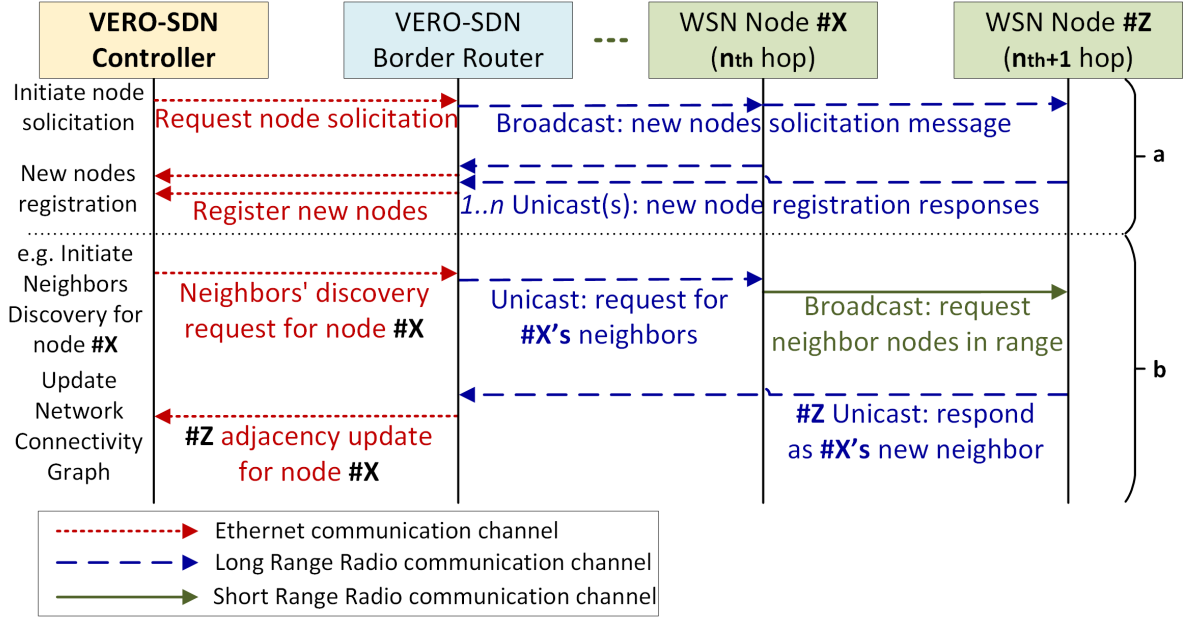 VERO-SDN
Controller
VERO-SDN
Border Router
WSN Node #X
(nth hop)
WSN Node #Z
(nth+1 hop)
Initiate node
solicitation
Request node solicitation
Broadcast: new nodes solicitation message
a
New nodes
registration
Register new nodes
1..n Unicast(s): new node registration responses
e.g. Initiate
Neighbors
Discovery for
node #X
Neighbors' discovery
request for node #X
Unicast: request for
#X’s neighbors
Broadcast: request
neighbor nodes in range
b
Update
Network
Connectivity
Graph
#Z adjacency update
for node #X
#Z Unicast: respond
as #X’s new neighbor
Ethernet communication channel
Long Range Radio communication channel
Short Range Radio communication channel